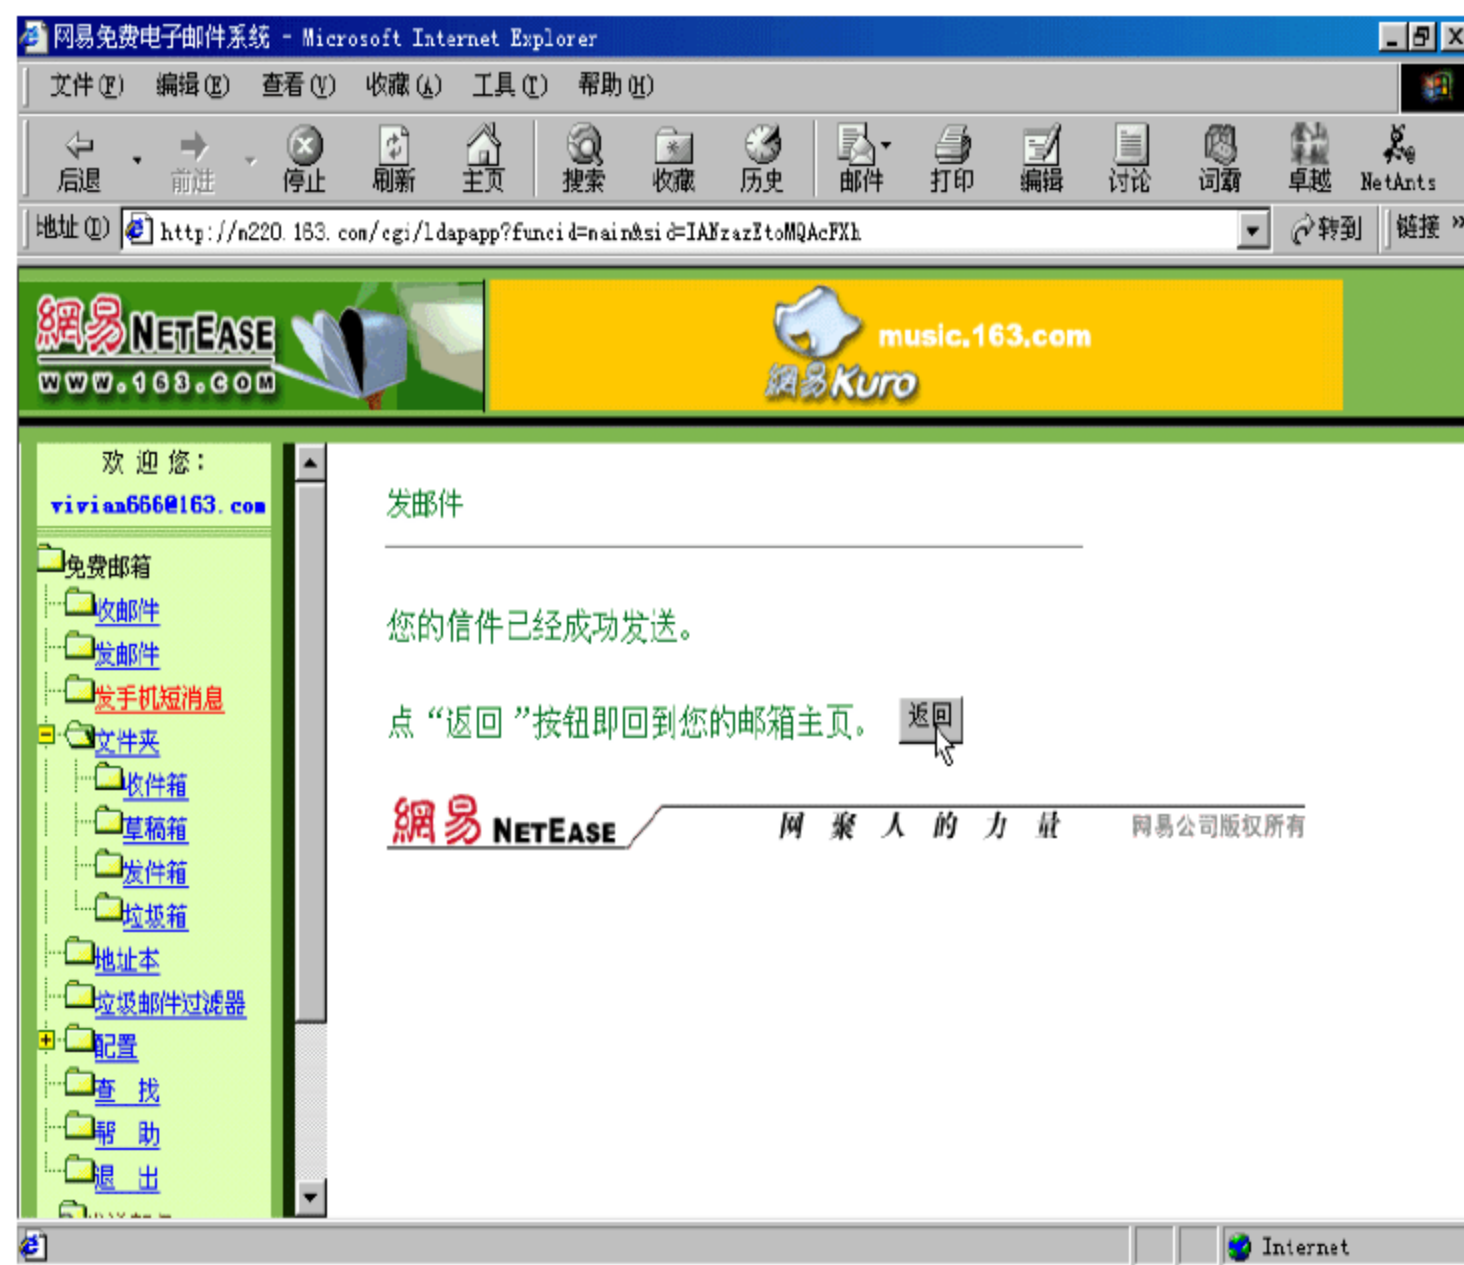 网易免费电子邮件系统 - Microsoft Internet Explorer
文件(F) 编辑(E) 查看(V) 收藏(A) 工具(T) 帮助(H)
后退 前进 停止 刷新 主页 搜索 收藏 历史 邮件 打印 编辑 讨论 词霸 卓越 NetAnts
地址(D) http://m220.163.com/cgi/ldapapp?funcid=main&sid=IANzazEtoMQAcFXh 转到 链接 »
網易 NETEASE
www.163.com
music.163.com
網易Kuro
欢迎您：
vivian666@163.com
免费邮箱
收邮件
发邮件
发手机短消息
文件夹
收件箱
草稿箱
发件箱
垃圾箱
地址本
垃圾邮件过滤器
配置
查 找
帮 助
退 出
发邮件
您的信件已经成功发送。
点“返回”按钮即回到您的邮箱主页。 返回
網易 NETEASE 网聚人的力量 网易公司版权所有
Internet